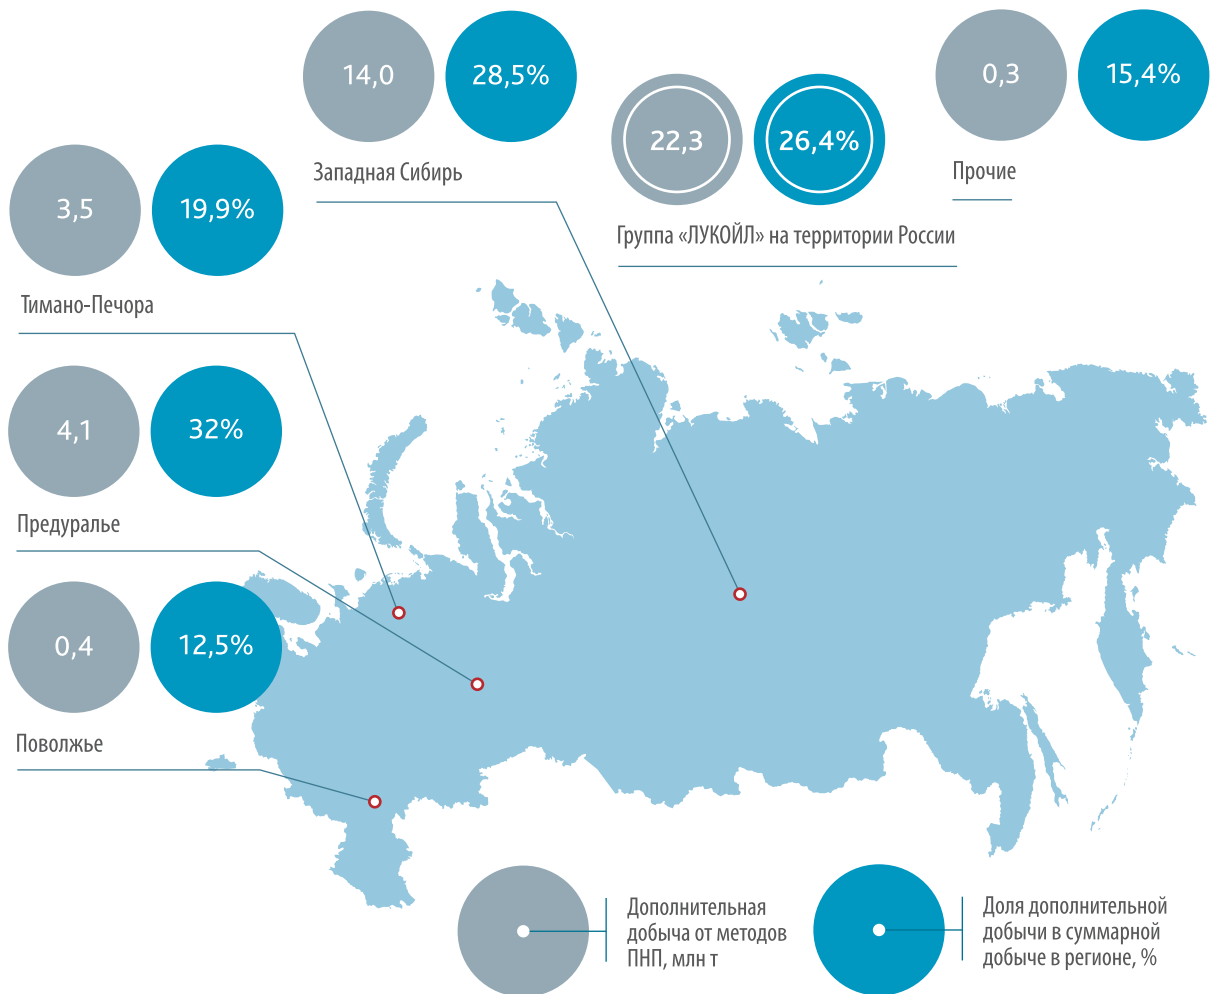 14,0
28,5%
Западная Сибирь
22,3
26,4%
Группа «ЛУКОЙЛ» на территории России
0,3
15,4%
Прочие
3,5
19,9%
Тимано-Печора
4,1
32%
Предуралье
0,4
12,5%
Поволжье
Дополнительная
добыча от методов
ПНП, млн т
Доля дополнительной
добычи в суммарной
добыче в регионе, %